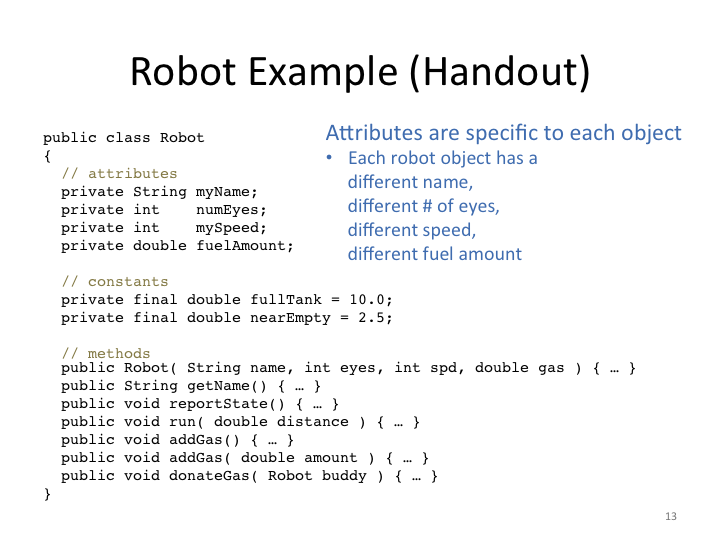 Robot Example (Handout)
public class Robot
{
// attributes
private String myName;
private int    numEyes;
private int    mySpeed;
private double fuelAmount;
// constants
private final double fullTank = 10.0;
private final double nearEmpty = 2.5;
// methods
public Robot( String name, int eyes, int spd, double gas ) { … }
public String getName() { … }
public void reportState() { … }
public void run( double distance ) { … }
public void addGas() { … }
public void addGas( double amount ) { … }
public void donateGas( Robot buddy ) { … }
}
Attributes are specific to each object
• Each robot object has a
different name,
different # of eyes,
different speed,
different fuel amount
13